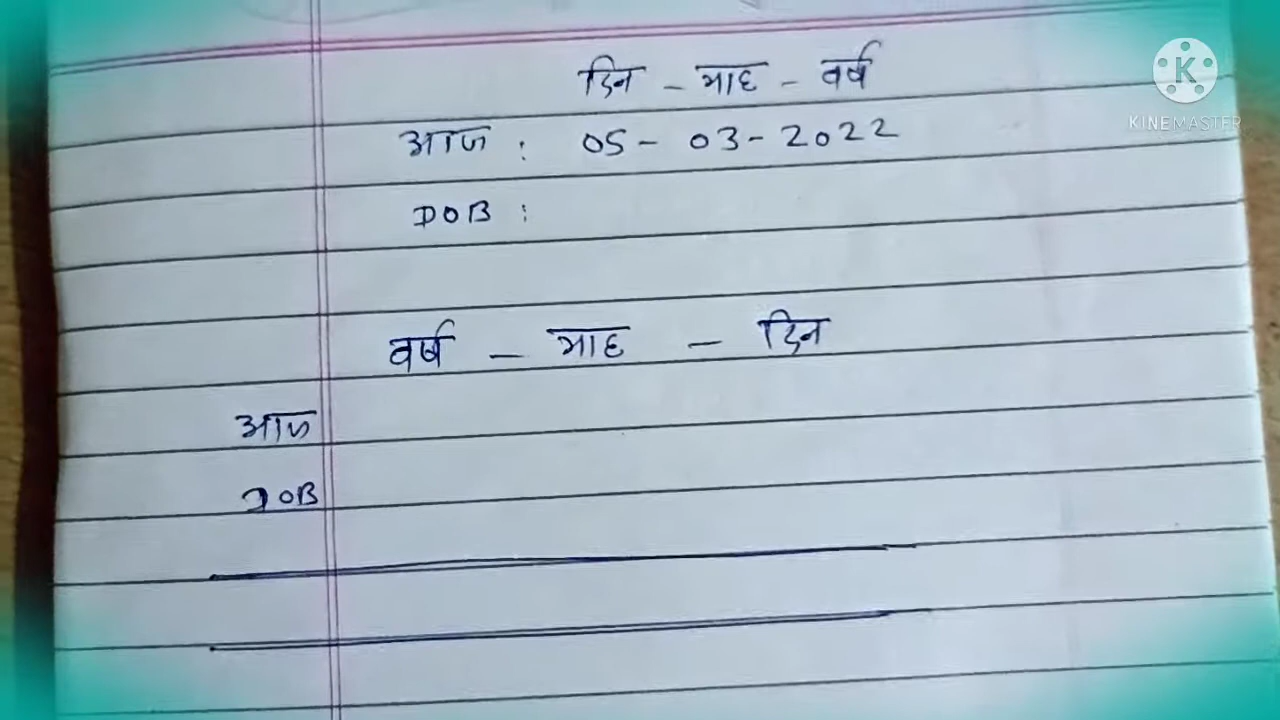 दिन - माह - वर्ष
KINEMASTER
आज : 05 - 03 - 2022
DOB :
वर्ष - माह - दिन
आज
DOB